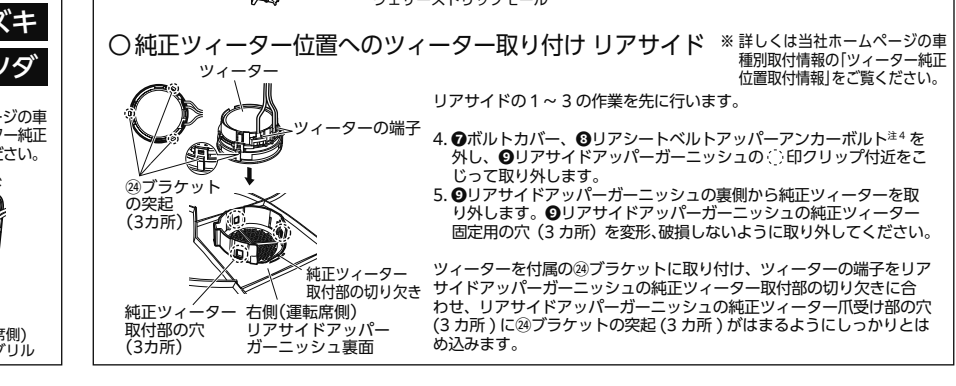 ウェザーストリップモール
ズキ
ツダ
ージの車
ター純正
ださい。
席側)
グリル
○純正ツィーター位置へのツィーター取り付け リアサイド
※ 詳しくは当社ホームページの車
種別取付情報の「ツィーター純正
位置取付情報」をご覧ください。
ツィーター
ツィーターの端子
㉔ブラケット
の突起
(3カ所)
純正ツィーター
取付部の切り欠き
純正ツィーター
取付部の穴
(3カ所)
右側(運転席側)
リアサイドアッパー
ガーニッシュ裏面
リアサイドの1~3の作業を先に行います。
4. ❼ボルトカバー、❽リアシートベルトアッパーアンカーボルト注4 を
外し、❾リアサイドアッパーガーニッシュの◌印クリップ付近をこ
じって取り外します。
5. ❾リアサイドアッパーガーニッシュの裏側から純正ツィーターを取
り外します。❾リアサイドアッパーガーニッシュの純正ツィーター
固定用の穴(3カ所)を変形、破損しないように取り外してください。
ツィーターを付属の㉔ブラケットに取り付け、ツィーターの端子をリア
サイドアッパーガーニッシュの純正ツィーター取付部の切り欠きに合
わせ、リアサイドアッパーガーニッシュの純正ツィーター爪受け部の穴
(3カ所)に㉔ブラケットの突起(3カ所)がはまるようにしっかりとは
め込みます。